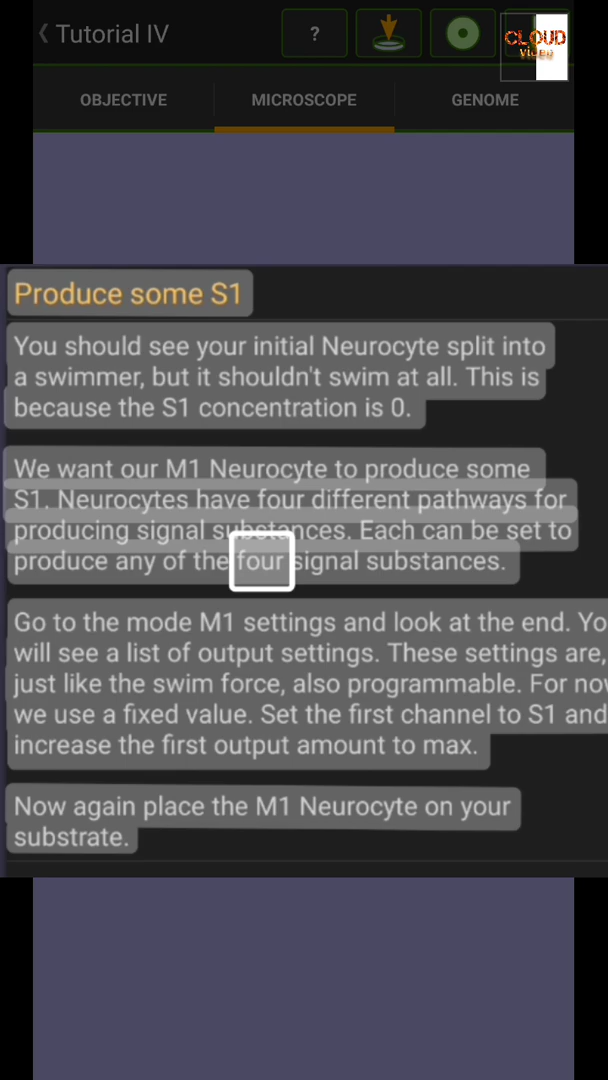 Tutorial IV
?
CLOUD
video
OBJECTIVE
MICROSCOPE
GENOME
Produce some S1
You should see your initial Neurocyte split into
a swimmer, but it shouldn't swim at all. This is
because the S1 concentration is 0.
We want our M1 Neurocyte to produce some
S1. Neurocytes have four different pathways for
producing signal substances. Each can be set to
produce any of the four signal substances.
Go to the mode M1 settings and look at the end. Yo
will see a list of output settings. These settings are,
just like the swim force, also programmable. For no
we use a fixed value. Set the first channel to S1 and
increase the first output amount to max.
Now again place the M1 Neurocyte on your
substrate.